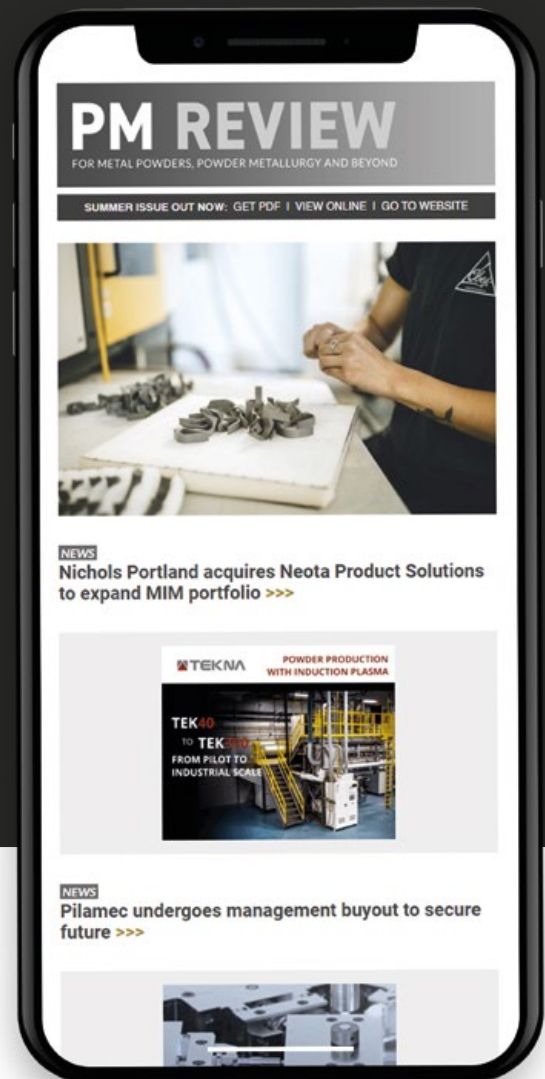 PM REVIEW
FOR METAL POWDERS, POWDER METALLURGY AND BEYOND
SUMMER ISSUE OUT NOW: GET PDF I VIEW ONLINE I GO TO WEBSITE
NEWS
Nichols Portland acquires Neota Product Solutions
to expand MIM portfolio >>>
TEKNA
POWDER PRODUCTION
WITH INDUCTION PLASMA
TEK40
TO TEK
FROM PILOT TO
INDUSTRIAL SCALE
NEWS
Pilamec undergoes management buyout to secure
future >>>